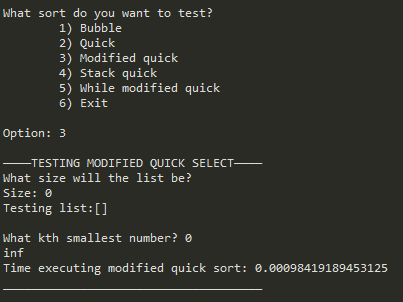 What sort do you want to test?
1) Bubble
2) Quick
3) Modified quick
4) Stack quick
5) While modified quick
6) Exit
Option: 3
————TESTING MODIFIED QUICK SELECT————
What size will the list be?
Size: 0
Testing list:[]
What kth smallest number? 0
inf
Time executing modified quick sort: 0.00098419189453125